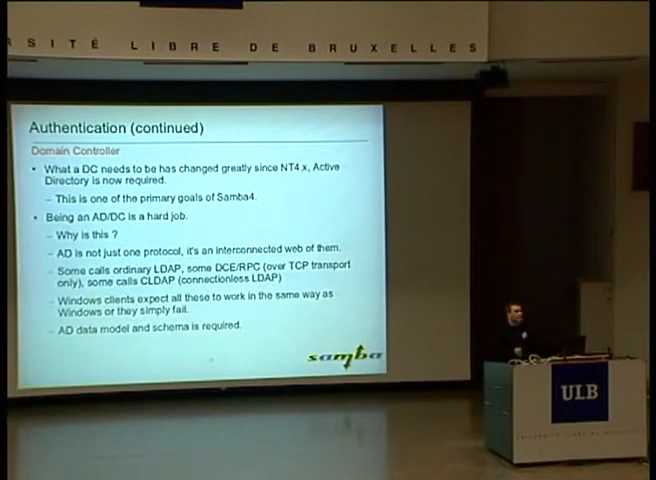 SITÉ LIBRE DE BRUXELLES
Authentication (continued)
Domain Controller
• What a DC needs to be has changed greatly since NT4.x, Active
Directory is now required.
– This is one of the primary goals of Samba4.
• Being an AD/DC is a hard job.
– Why is this ?
– AD is not just one protocol, it's an interconnected web of them.
– Some calls ordinary LDAP, some DCE/RPC (over TCP transport
only), some calls CLDAP (connectionless LDAP)
– Windows clients expect all these to work in the same way as
Windows or they simply fail.
– AD data model and schema is required.
samba
ULB